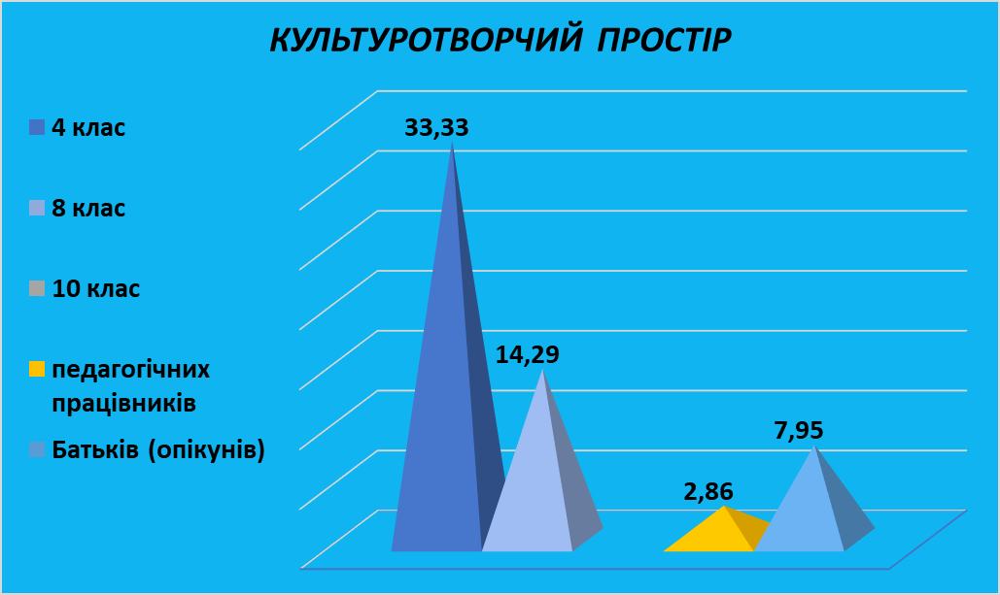 КУЛЬТУРОТВОРЧИЙ ПРОСТІР
4 клас
8 клас
10 клас
педагогічних
працівників
Батьків (опікунів)
33,33
14,29
2,86
7,95